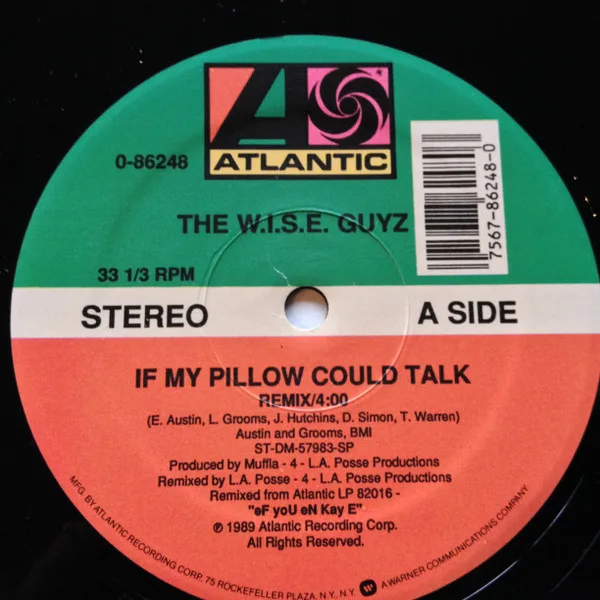 ATLANTIC
0-86248
THE W.I.S.E. GUYZ
7567-86248-0
33 1/3 RPM
STEREO
A SIDE
IF MY PILLOW COULD TALK
REMIX/4:00
(E. Austin, L. Grooms, J. Hutchins, D. Simon, T. Warren)
Austin and Grooms, BMI
ST-DM-57983-SP
Produced by Muffla - 4 - L.A. Posse Productions
Remixed by L.A. Posse - 4 - L.A. Posse Productions
Remixed from Atlantic LP 82016 -
"eF yoU eN Kay E"
℗ 1989 Atlantic Recording Corp.
All Rights Reserved.
MFG. BY ATLANTIC RECORDING CORP. 75 ROCKEFELLER PLAZA, N.Y., N.Y. A WARNER COMMUNICATIONS COMPANY